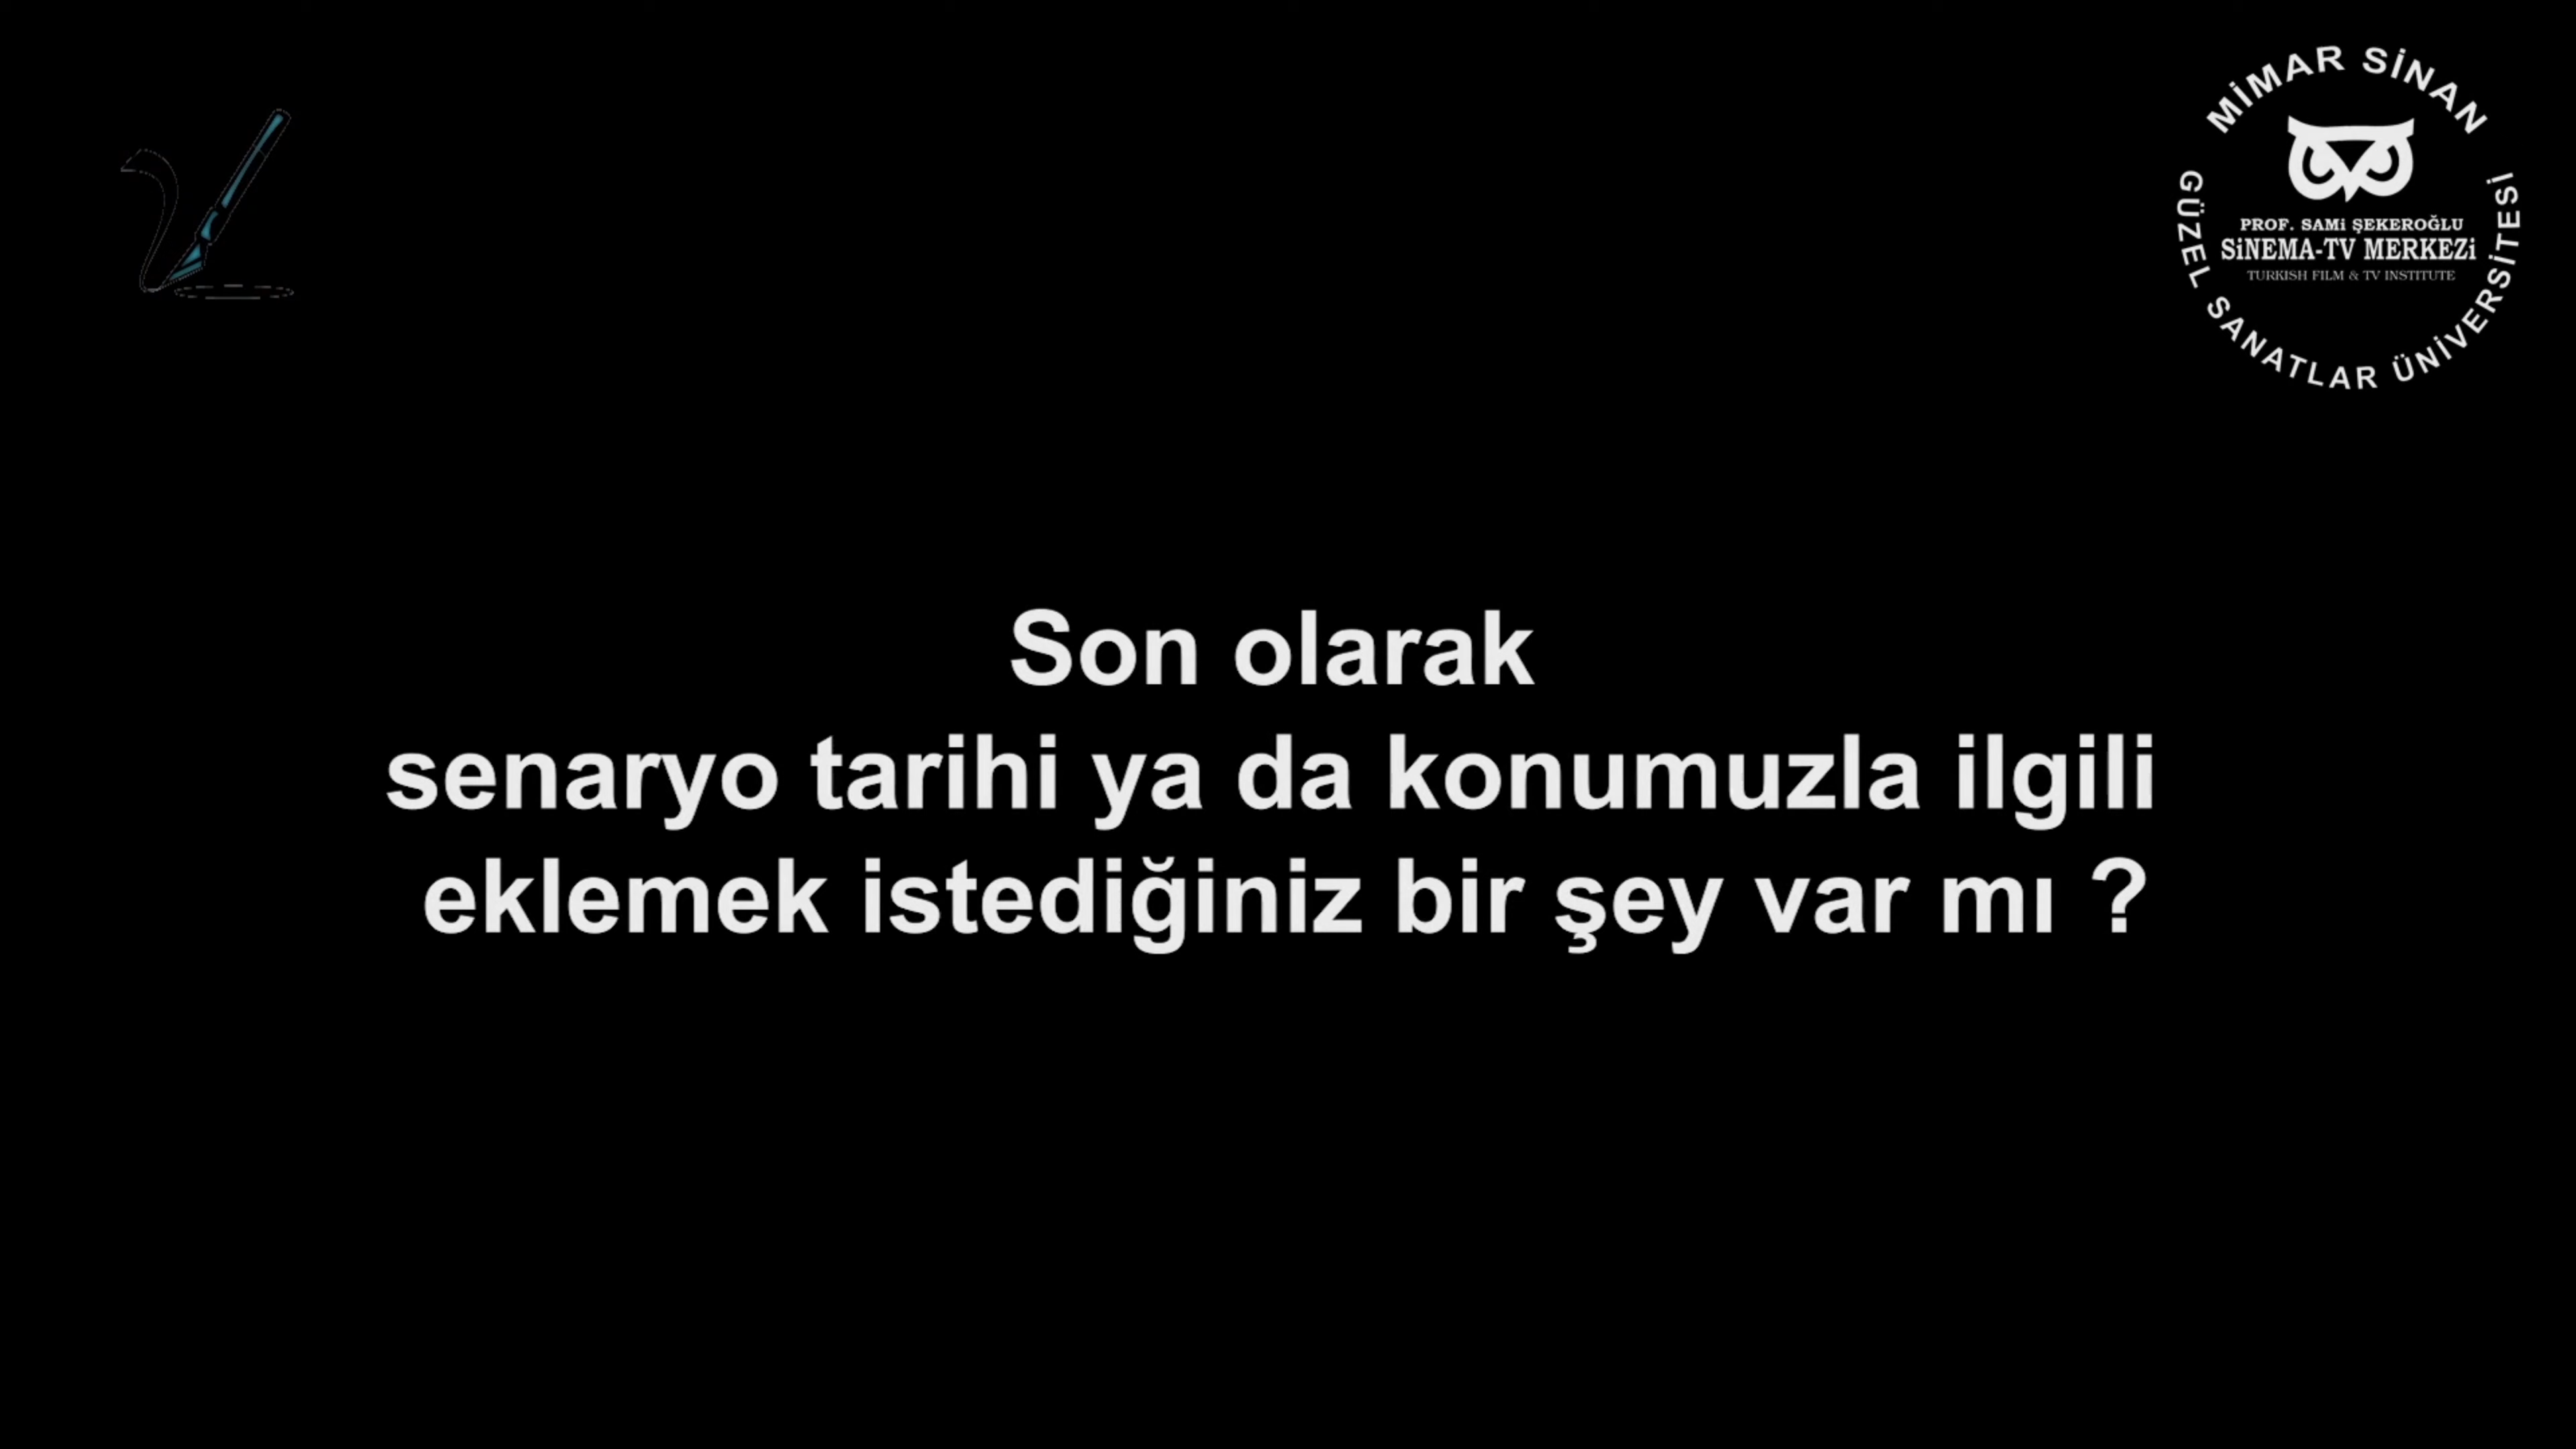 MİMAR SİNAN
GÜZEL SANATLAR ÜNİVERSİTESİ
PROF. SAMİ ŞEKEROĞLU
SİNEMA-TV MERKEZİ
TURKISH FILM & TV INSTITUTE
Son olarak
senaryo tarihi ya da konumuzla ilgili
eklemek istediğiniz bir şey var mı ?